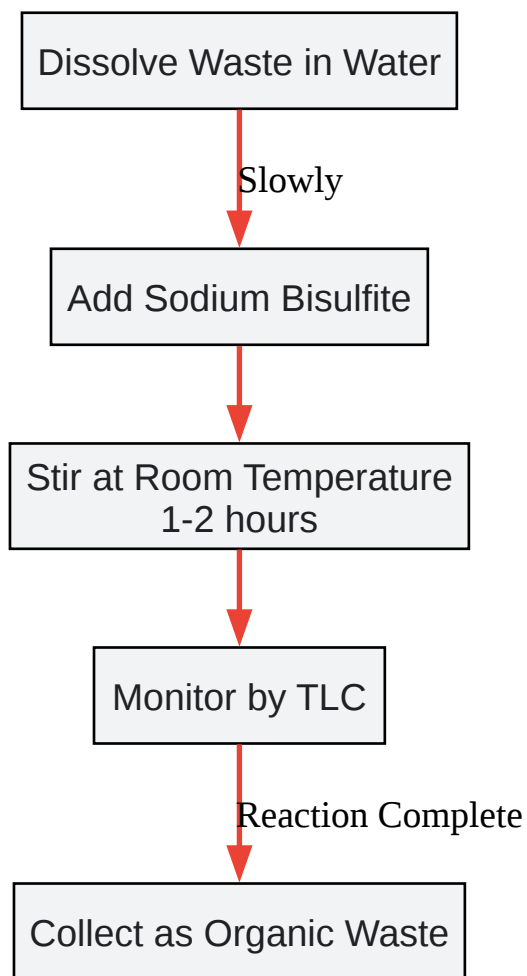 Dissolve Waste in Water
Slowly
Add Sodium Bisulfite
Stir at Room Temperature
1-2 hours
Monitor by TLC
Reaction Complete
Collect as Organic Waste